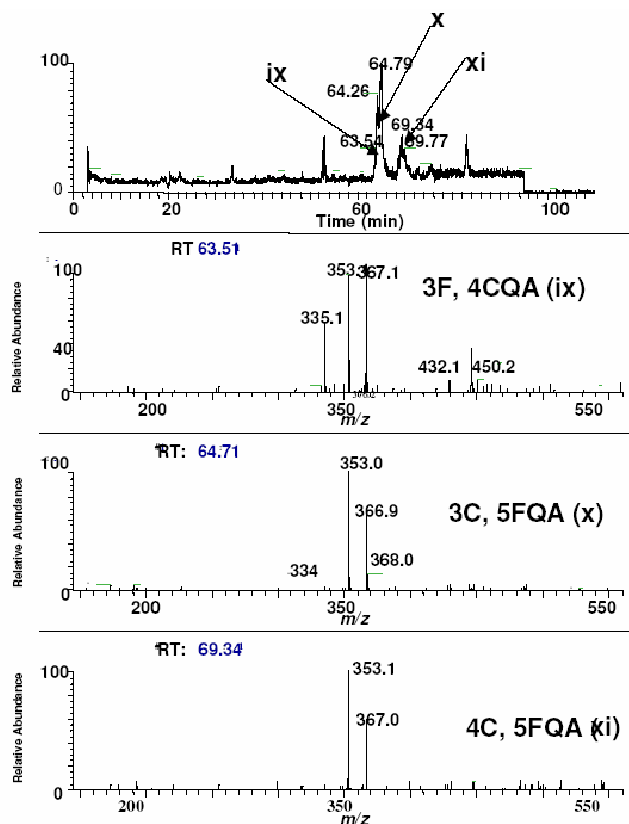 x
100
64.79
ix
xi
64.26
69.34
63.54
69.77
0
0 20 60 100
Time (min)
RT 63.51
100
353.
367.1
3F, 4CQA (ix)
335.1
Relative Abundance
40
432.1
450.2
0
200
350
550
m/z
RT: 64.71
100
353.0
366.9
3C, 5FQA (x)
Relative Abundance
368.0
334
0
200
350
550
m/z
RT: 69.34
100
353.1
367.0
4C, 5FQA (xi)
Relative Abundance
0
200
350
550
m/z